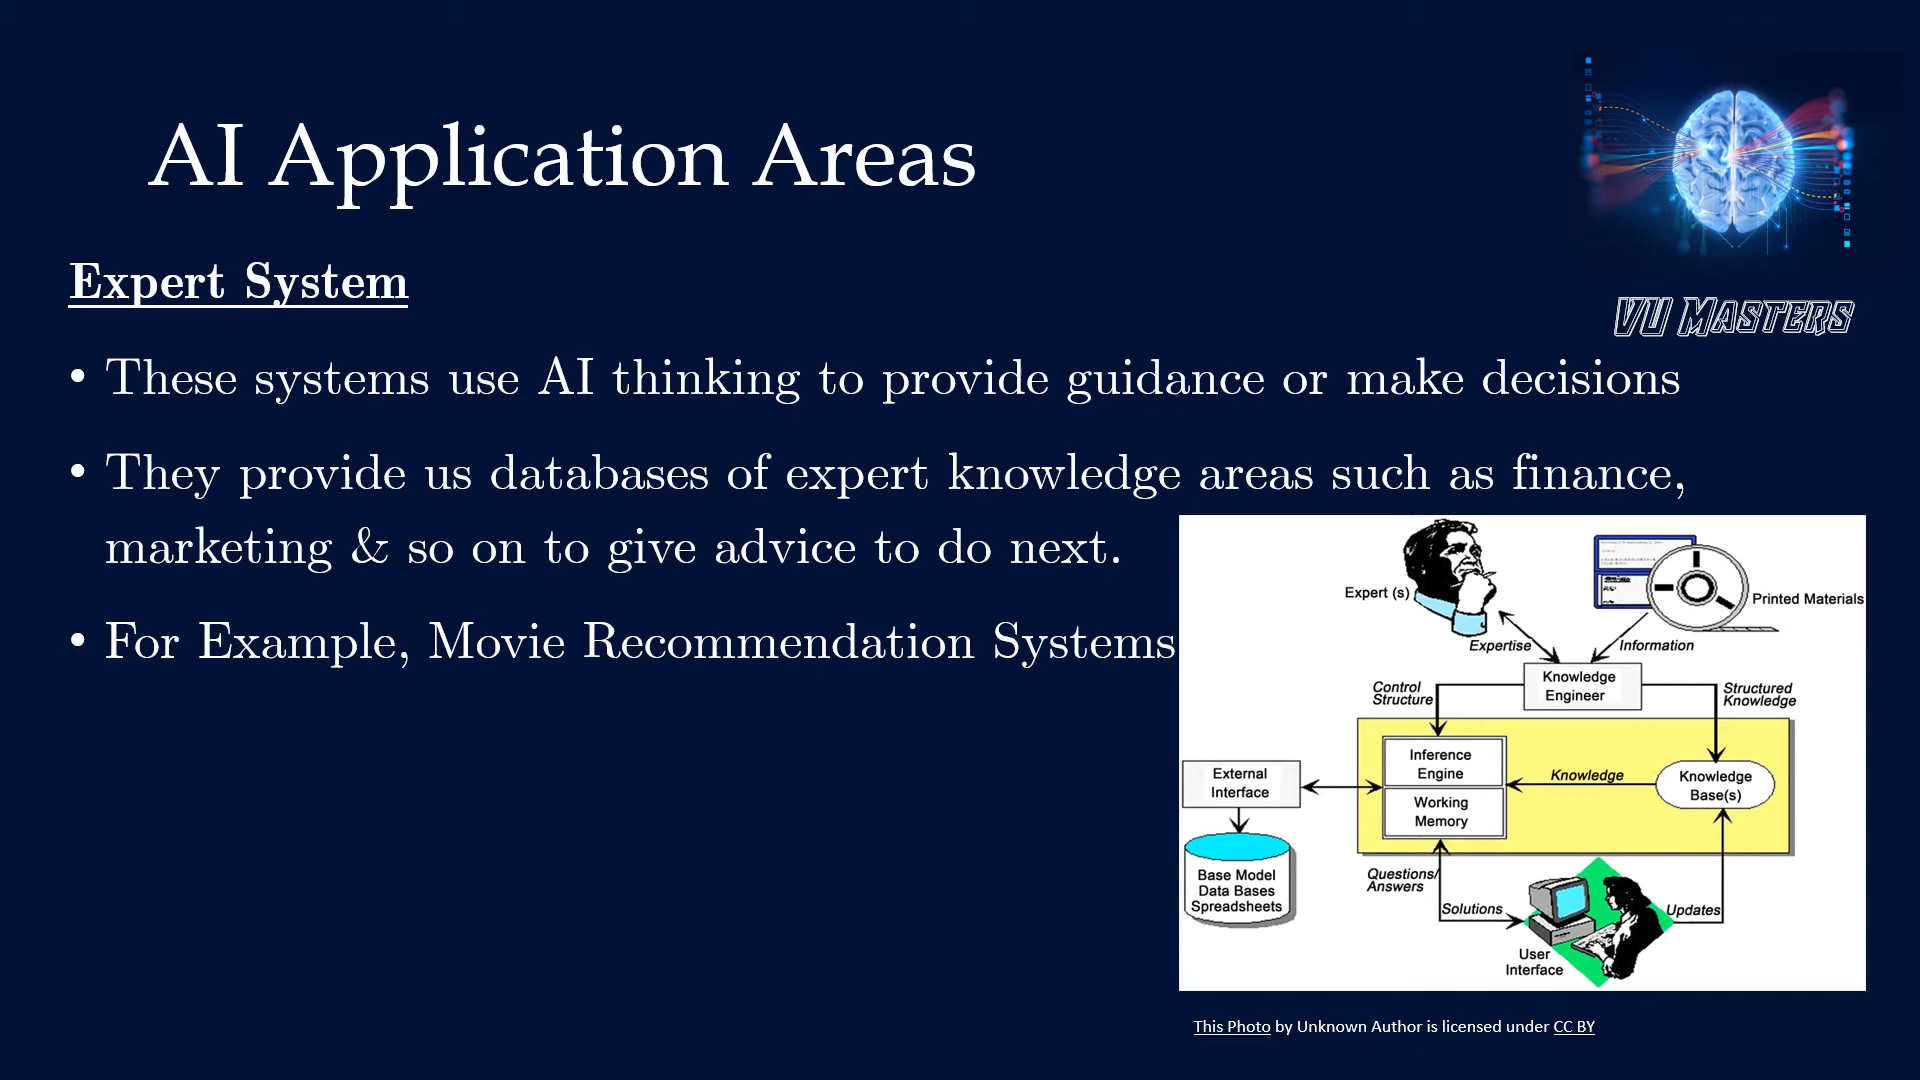 AI Application Areas
VU MASTERS
Expert System
• These systems use AI thinking to provide guidance or make decisions
• They provide us databases of expert knowledge areas such as finance,
marketing & so on to give advice to do next.
• For Example, Movie Recommendation Systems
Expert (s)
Printed Materials
Expertise
Information
Knowledge
Engineer
Control
Structure
Structured
Knowledge
Inference
Engine
Working
Memory
Knowledge
Knowledge
Base(s)
External
Interface
Base Model
Data Bases
Spreadsheets
Questions/
Answers
Solutions
Updates
User
Interface
This Photo by Unknown Author is licensed under CC BY